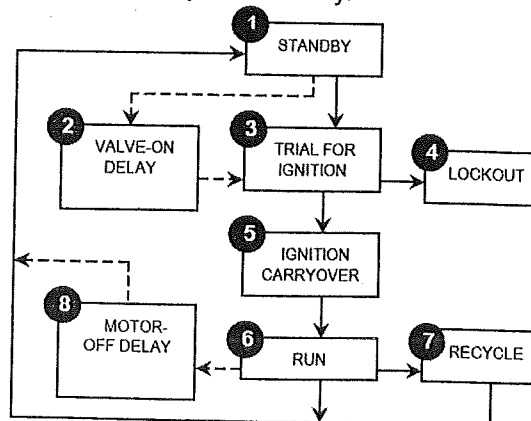 1
STANDBY
2
VALVE-ON
DELAY
3
TRIAL FOR
IGNITION
4
LOCKOUT
5
IGNITION
CARRYOVER
8
MOTOR-
OFF DELAY
6
RUN
7
RECYCLE